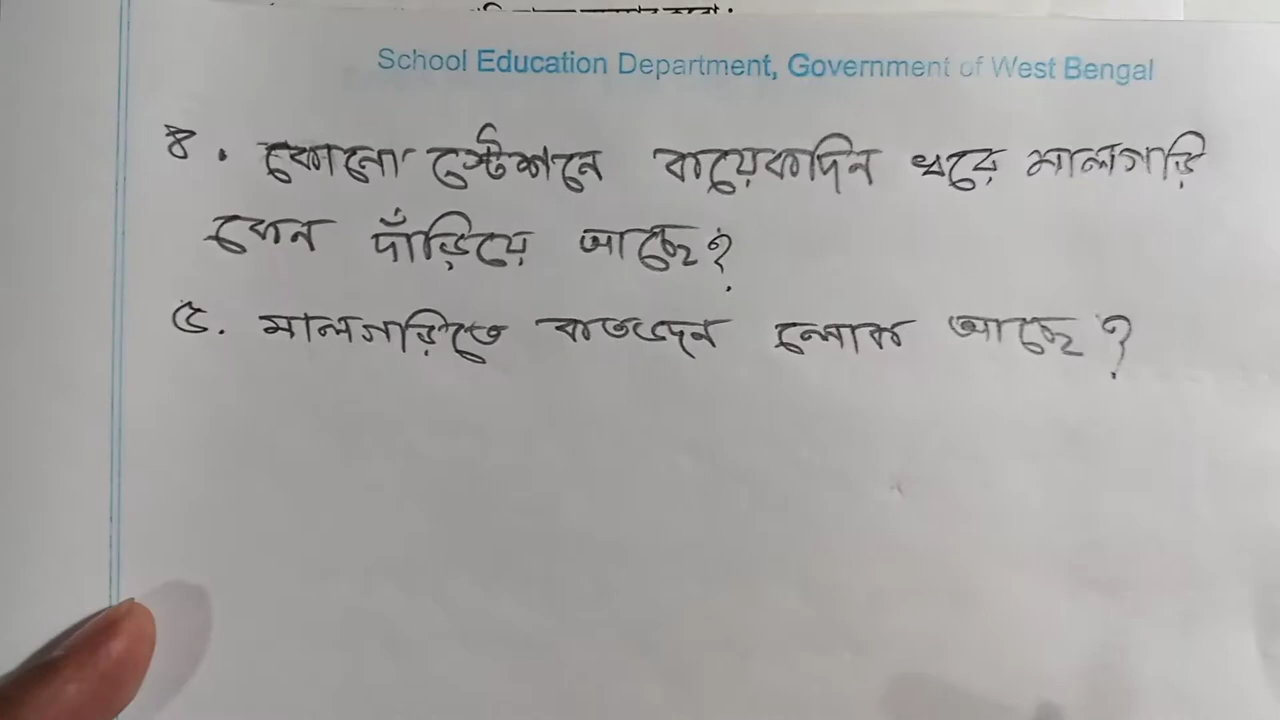 School Education Department, Government of West Bengal
৪. কোনো স্টেশনে কয়েকদিন ধরে মালগাড়ি
কেন দাঁড়িয়ে আছে?
৫. মালগাড়িতে কতজন লোক আছে?